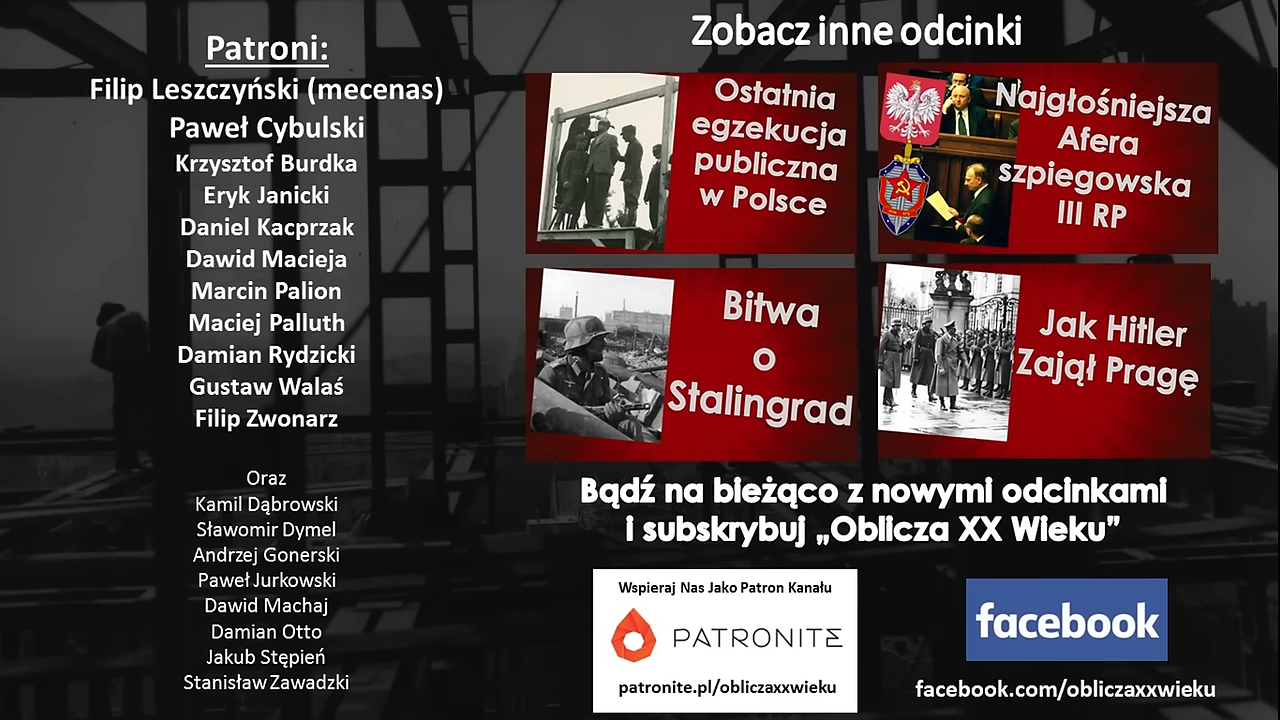 Patroni:
Filip Leszczyński (mecenas)
Paweł Cybulski
Krzysztof Burdka
Eryk Janicki
Daniel Kacprzak
Dawid Macieja
Marcin Palion
Maciej Palluth
Damian Rydzicki
Gustaw Walaś
Filip Zwonarz
Oraz
Kamil Dąbrowski
Sławomir Dymel
Andrzej Gonerski
Paweł Jurkowski
Dawid Machaj
Damian Otto
Jakub Stępień
Stanisław Zawadzki
Zobacz inne odcinki
Ostatnia
egzekucja
publiczna
w Polsce
Najgłośniejsza
Afera
szpiegowska
III RP
Bitwa
o
Stalingrad
Jak Hitler
Zajął Pragę
Bądź na bieżąco z nowymi odcinkami
i subskrybuj „Oblicza XX Wieku”
Wspieraj Nas Jako Patron Kanału
PATRONITE
patronite.pl/obliczaxxwieku
facebook
facebook.com/obliczaxxwieku